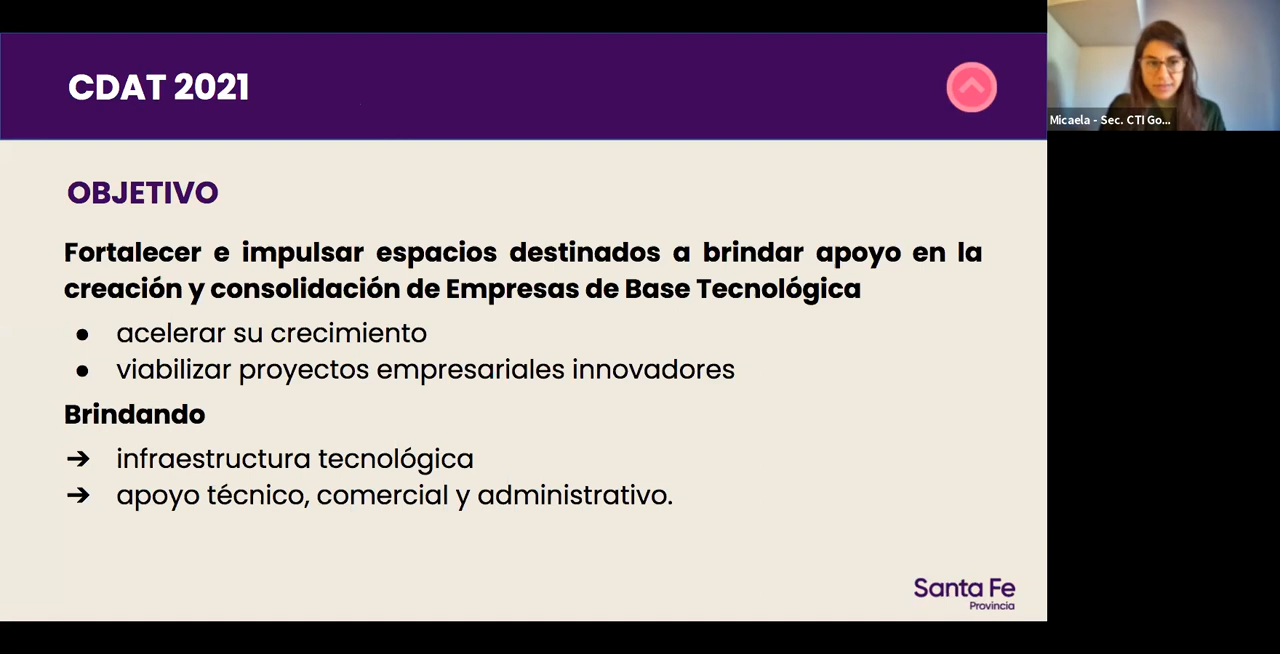 CDAT 2021
Micaela - Sec. CTI Go...
OBJETIVO
Fortalecer e impulsar espacios destinados a brindar apoyo en la
creación y consolidación de Empresas de Base Tecnológica
● acelerar su crecimiento
● viabilizar proyectos empresariales innovadores
Brindando
➔ infraestructura tecnológica
➔ apoyo técnico, comercial y administrativo.
Santa Fe
Provincia